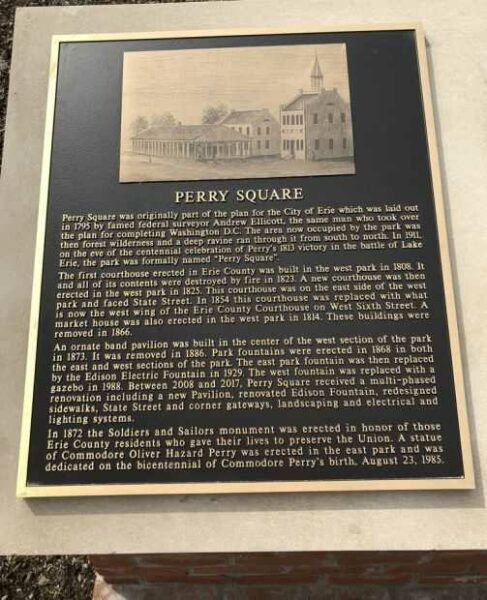 PERRY SQUARE
Perry Square was originally part of the plan for the City of Erie which was laid out
in 1795 by famed federal surveyor Andrew Ellicott, the same man who took over
the plan for completing Washington D.C. The area now occupied by the park was
then forest wilderness and a deep ravine ran through it from south to north. In 1911,
on the eve of the centennial celebration of Perry's 1813 victory in the battle of Lake
Erie, the park was formally named "Perry Square".
The first courthouse erected in Erie County was built in the west park in 1808. It
and all of its contents were destroyed by fire in 1823. A new courthouse was then
erected in the west park in 1825. This courthouse was on the east side of the west
park and faced State Street. In 1854 this courthouse was replaced with what
is now the west wing of the Erie County Courthouse on West Sixth Street. A
market house was also erected in the west park in 1814. These buildings were
removed in 1866.
An ornate band pavilion was built in the center of the west section of the park
in 1873. It was removed in 1886. Park fountains were erected in 1868 in both
the east and west sections of the park. The east park fountain was then replaced
by the Edison Electric Fountain in 1929. The west fountain was replaced with a
gazebo in 1988. Between 2008 and 2017, Perry Square received a multi-phased
renovation including a new Pavilion, renovated Edison Fountain, redesigned
sidewalks, State Street and corner gateways, landscaping and electrical and
lighting systems.
In 1872 the Soldiers and Sailors monument was erected in honor of those
Erie County residents who gave their lives to preserve the Union. A statue
of Commodore Oliver Hazard Perry was erected in the east park and was
dedicated on the bicentennial of Commodore Perry's birth, August 23, 1985.